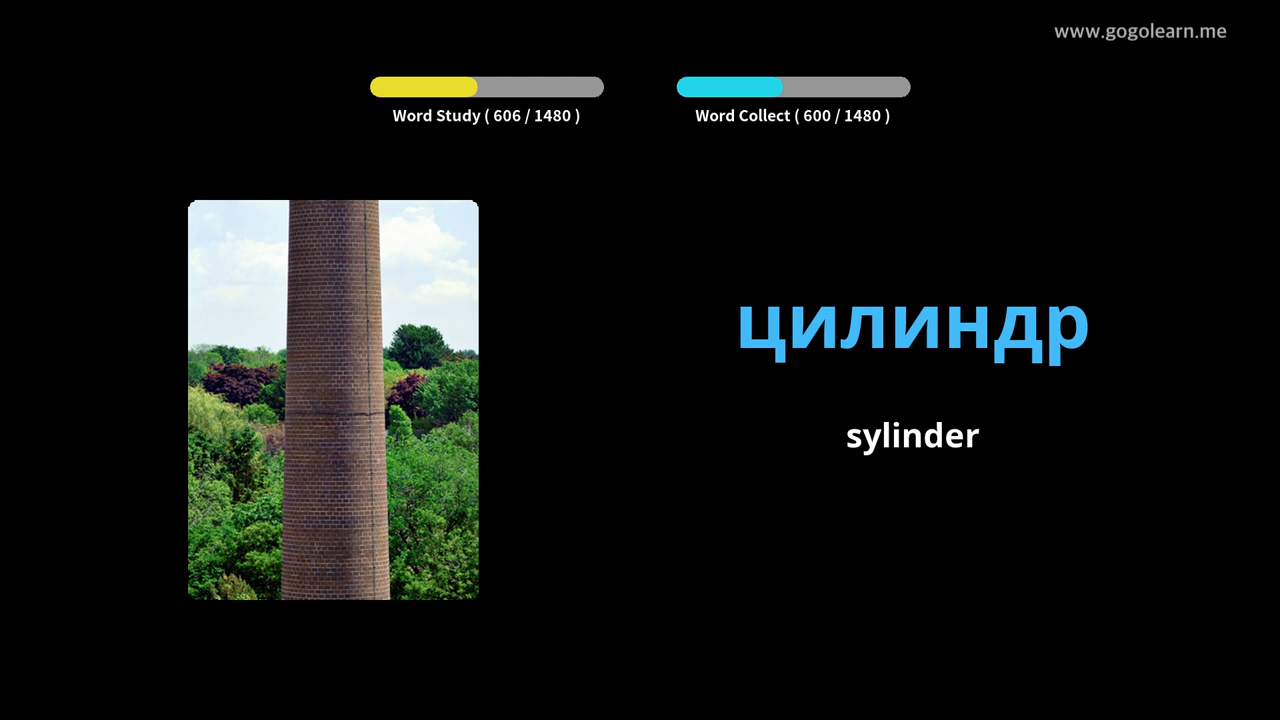 www.gogolearn.me
Word Study ( 606 / 1480 )
Word Collect ( 600 / 1480 )
цилиндр
sylinder